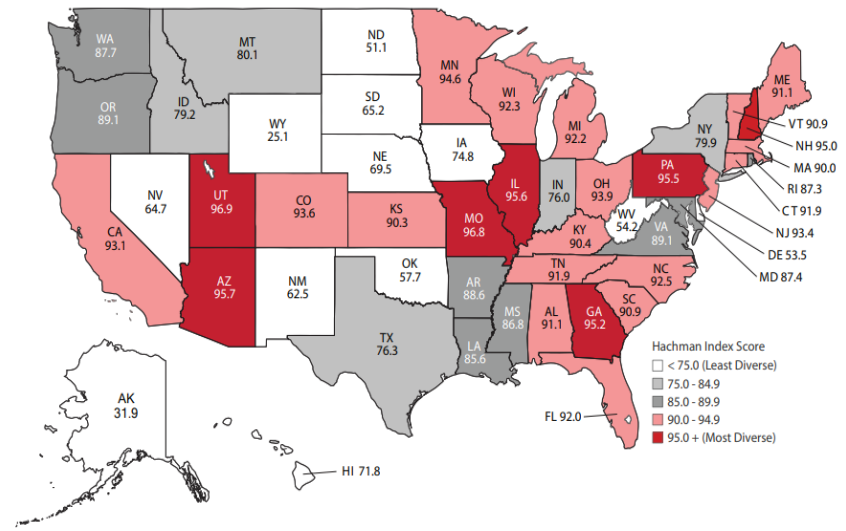 WA
87.7
MT
80.1
ND
51.1
MN
94.6
ME
91.1
OR
89.1
ID
79.2
SD
65.2
WI
92.3
VT 90.9
WY
25.1
MI
92.2
NY
79.9
NH 95.0
IA
74.8
MA 90.0
NE
69.5
PA
95.5
RI 87.3
NV
64.7
UT
96.9
CO
93.6
KS
90.3
MO
96.8
IL
95.6
IN
76.0
OH
93.9
WV
54.2
CT 91.9
NJ 93.4
CA
93.1
KY
90.4
VA
89.1
DE 53.5
MD 87.4
AZ
95.7
NM
62.5
OK
57.7
AR
88.6
TN
91.9
NC
92.5
SC
90.9
TX
76.3
LA
85.6
MS
86.8
AL
91.1
GA
95.2
AK
31.9
FL 92.0
HI 71.8
Hachman Index Score
< 75.0 (Least Diverse)
75.0 - 84.9
85.0 - 89.9
90.0 - 94.9
95.0 + (Most Diverse)